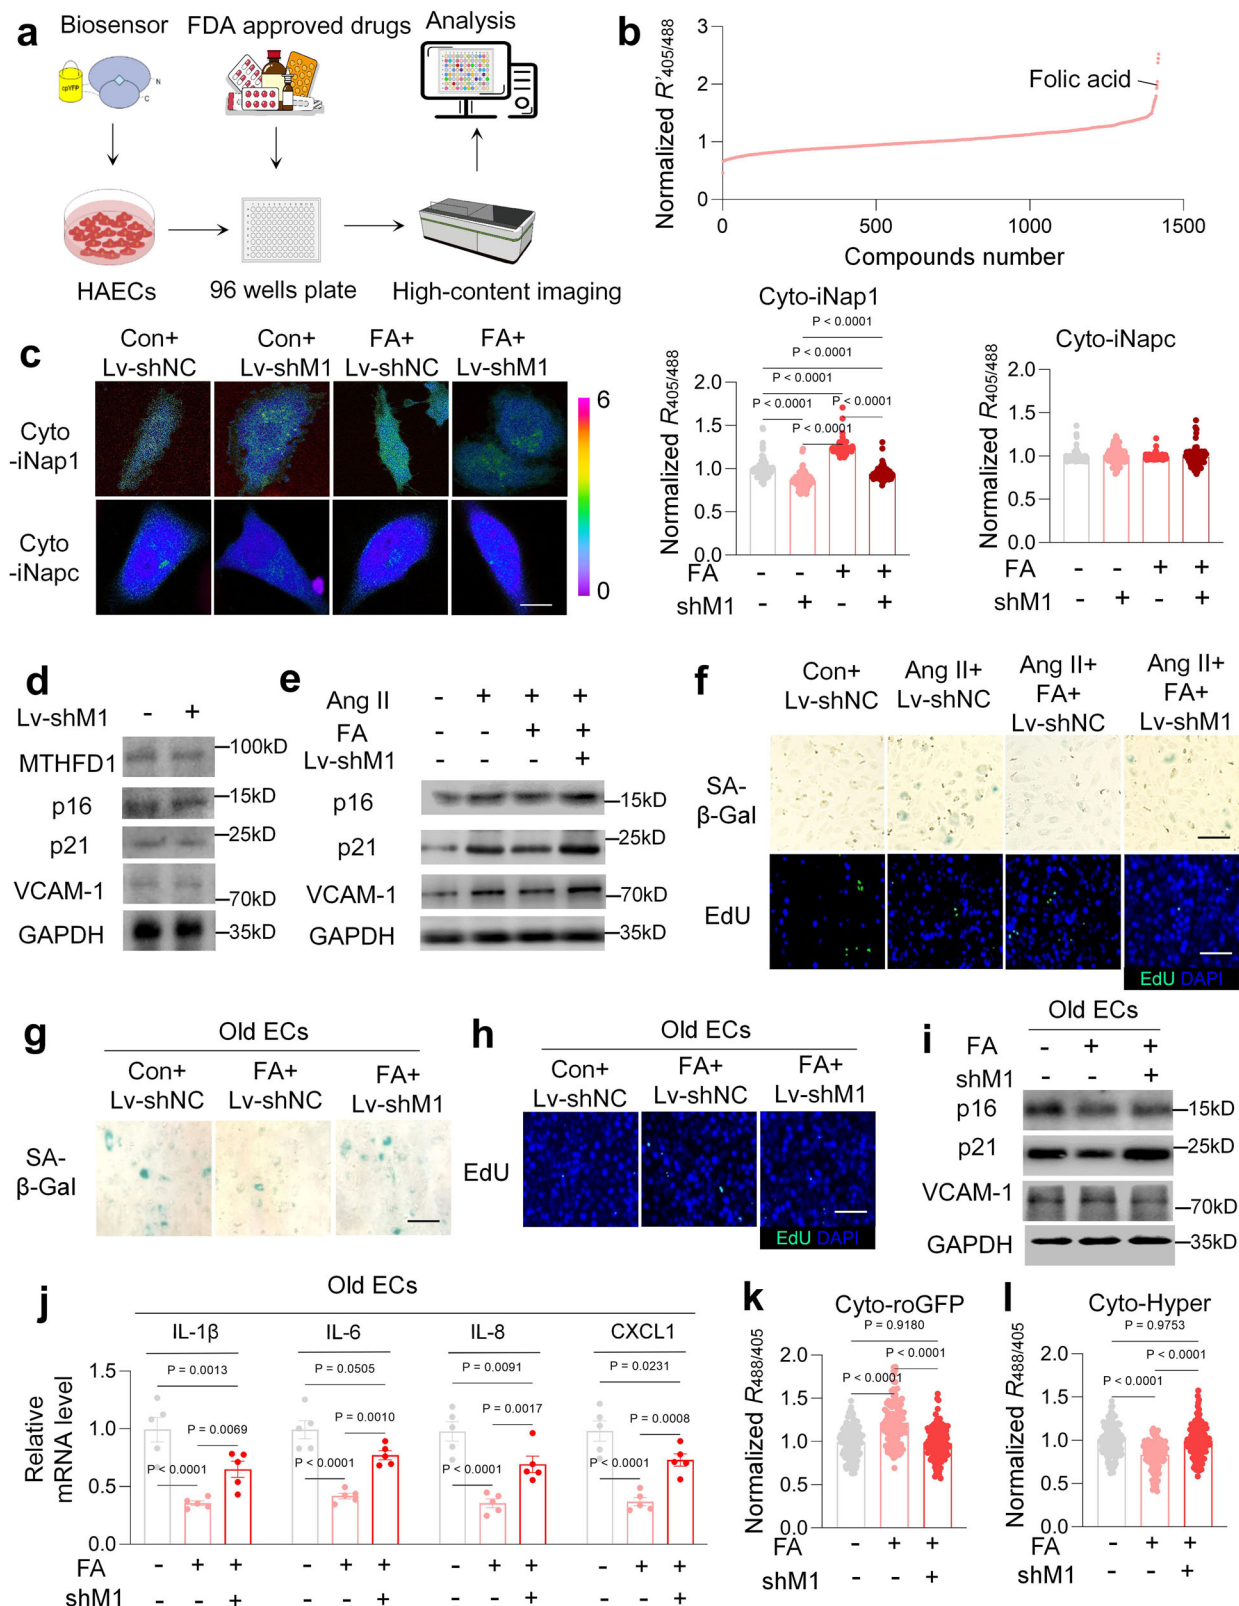 a
Biosensor
FDA approved drugs
Analysis
cpYFP
N
C
HAECs
96 wells plate
High-content imaging
b
Normalized R'405/488
3
2
1
0
Folic acid
0
500
1000
1500
Compounds number
c
Con+
Lv-shNC
Con+
Lv-shM1
FA+
Lv-shNC
FA+
Lv-shM1
Cyto
-iNap1
Cyto
-iNapc
6
0
Cyto-iNap1
P < 0.0001
P < 0.0001
P < 0.0001
P < 0.0001
P < 0.0001
P < 0.0001
Normalized R405/488
2.0
1.5
1.0
0.5
0.0
FA - - + +
shM1 - + - +
Cyto-iNapc
Normalized R405/488
2.0
1.5
1.0
0.5
0.0
FA - - + +
shM1 - + - +
d
Lv-shM1 - +
MTHFD1
100kD
p16
15kD
p21
25kD
VCAM-1
70kD
GAPDH
35kD
e
Ang II - + + +
FA - - + +
Lv-shM1 - - - +
p16
15kD
p21
25kD
VCAM-1
70kD
GAPDH
35kD
f
Con+
Lv-shNC
Ang II+
Lv-shNC
Ang II+
FA+
Lv-shNC
Ang II+
FA+
Lv-shM1
SA-
β-Gal
EdU
EdU DAPI
g
Old ECs
Con+
Lv-shNC
FA+
Lv-shNC
FA+
Lv-shM1
SA-
β-Gal
h
Old ECs
Con+
Lv-shNC
FA+
Lv-shNC
FA+
Lv-shM1
EdU
EdU DAPI
i
Old ECs
FA - + +
shM1 - - +
p16
15kD
p21
25kD
VCAM-1
70kD
GAPDH
35kD
j
Old ECs
IL-1β
IL-6
IL-8
CXCL1
Relative
mRNA level
1.5
1.0
0.5
0.0
P = 0.0013
P = 0.0069
P < 0.0001
P = 0.0505
P = 0.0010
P < 0.0001
P = 0.0091
P = 0.0017
P < 0.0001
P = 0.0231
P = 0.0008
P < 0.0001
FA - + + - + + - + + - + +
shM1 - - + - - + - - + - - +
k
Cyto-roGFP
P = 0.9180
P < 0.0001
P < 0.0001
Normalized R488/405
2.0
1.5
1.0
0.5
0.0
FA - + +
shM1 - - +
l
Cyto-Hyper
P = 0.9753
P < 0.0001
P < 0.0001
Normalized R488/405
2.0
1.5
1.0
0.5
0.0
FA - + +
shM1 - - +